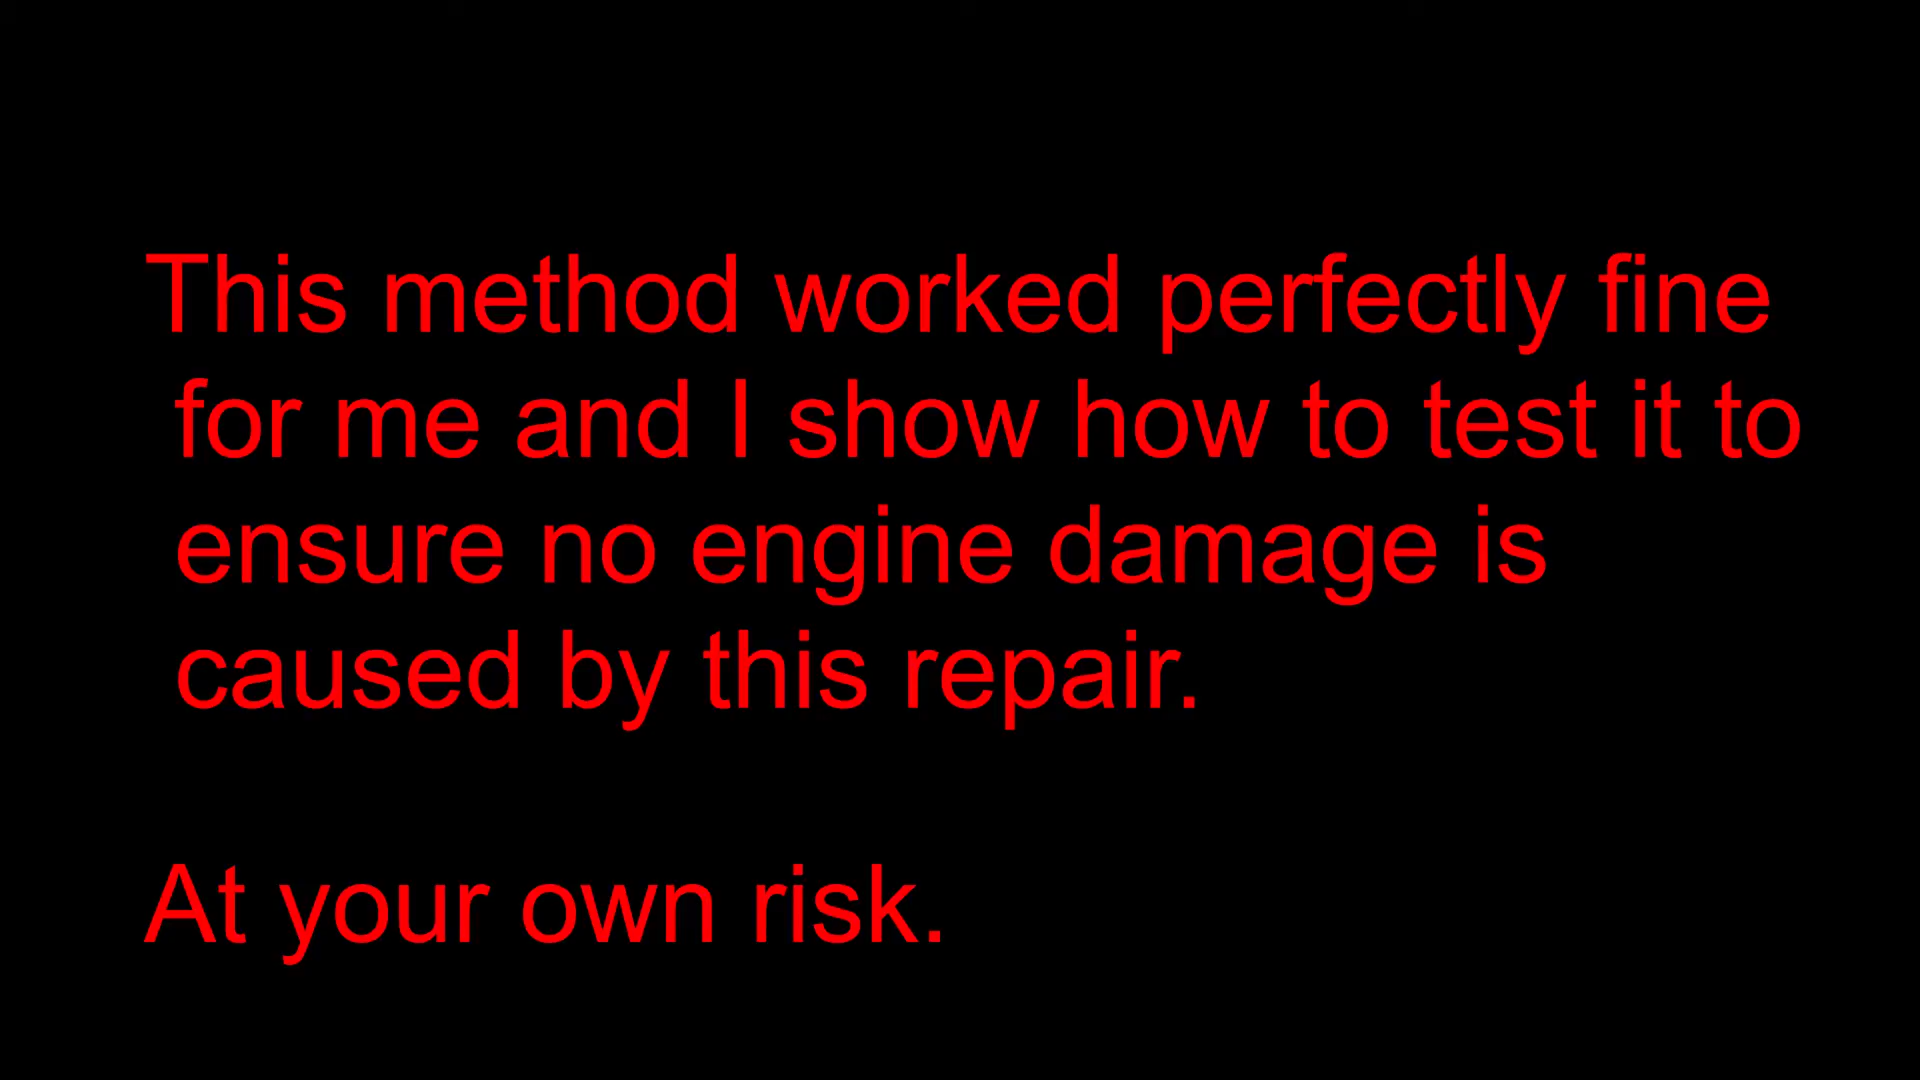 This method worked perfectly fine
for me and I show how to test it to
ensure no engine damage is
caused by this repair.
At your own risk.